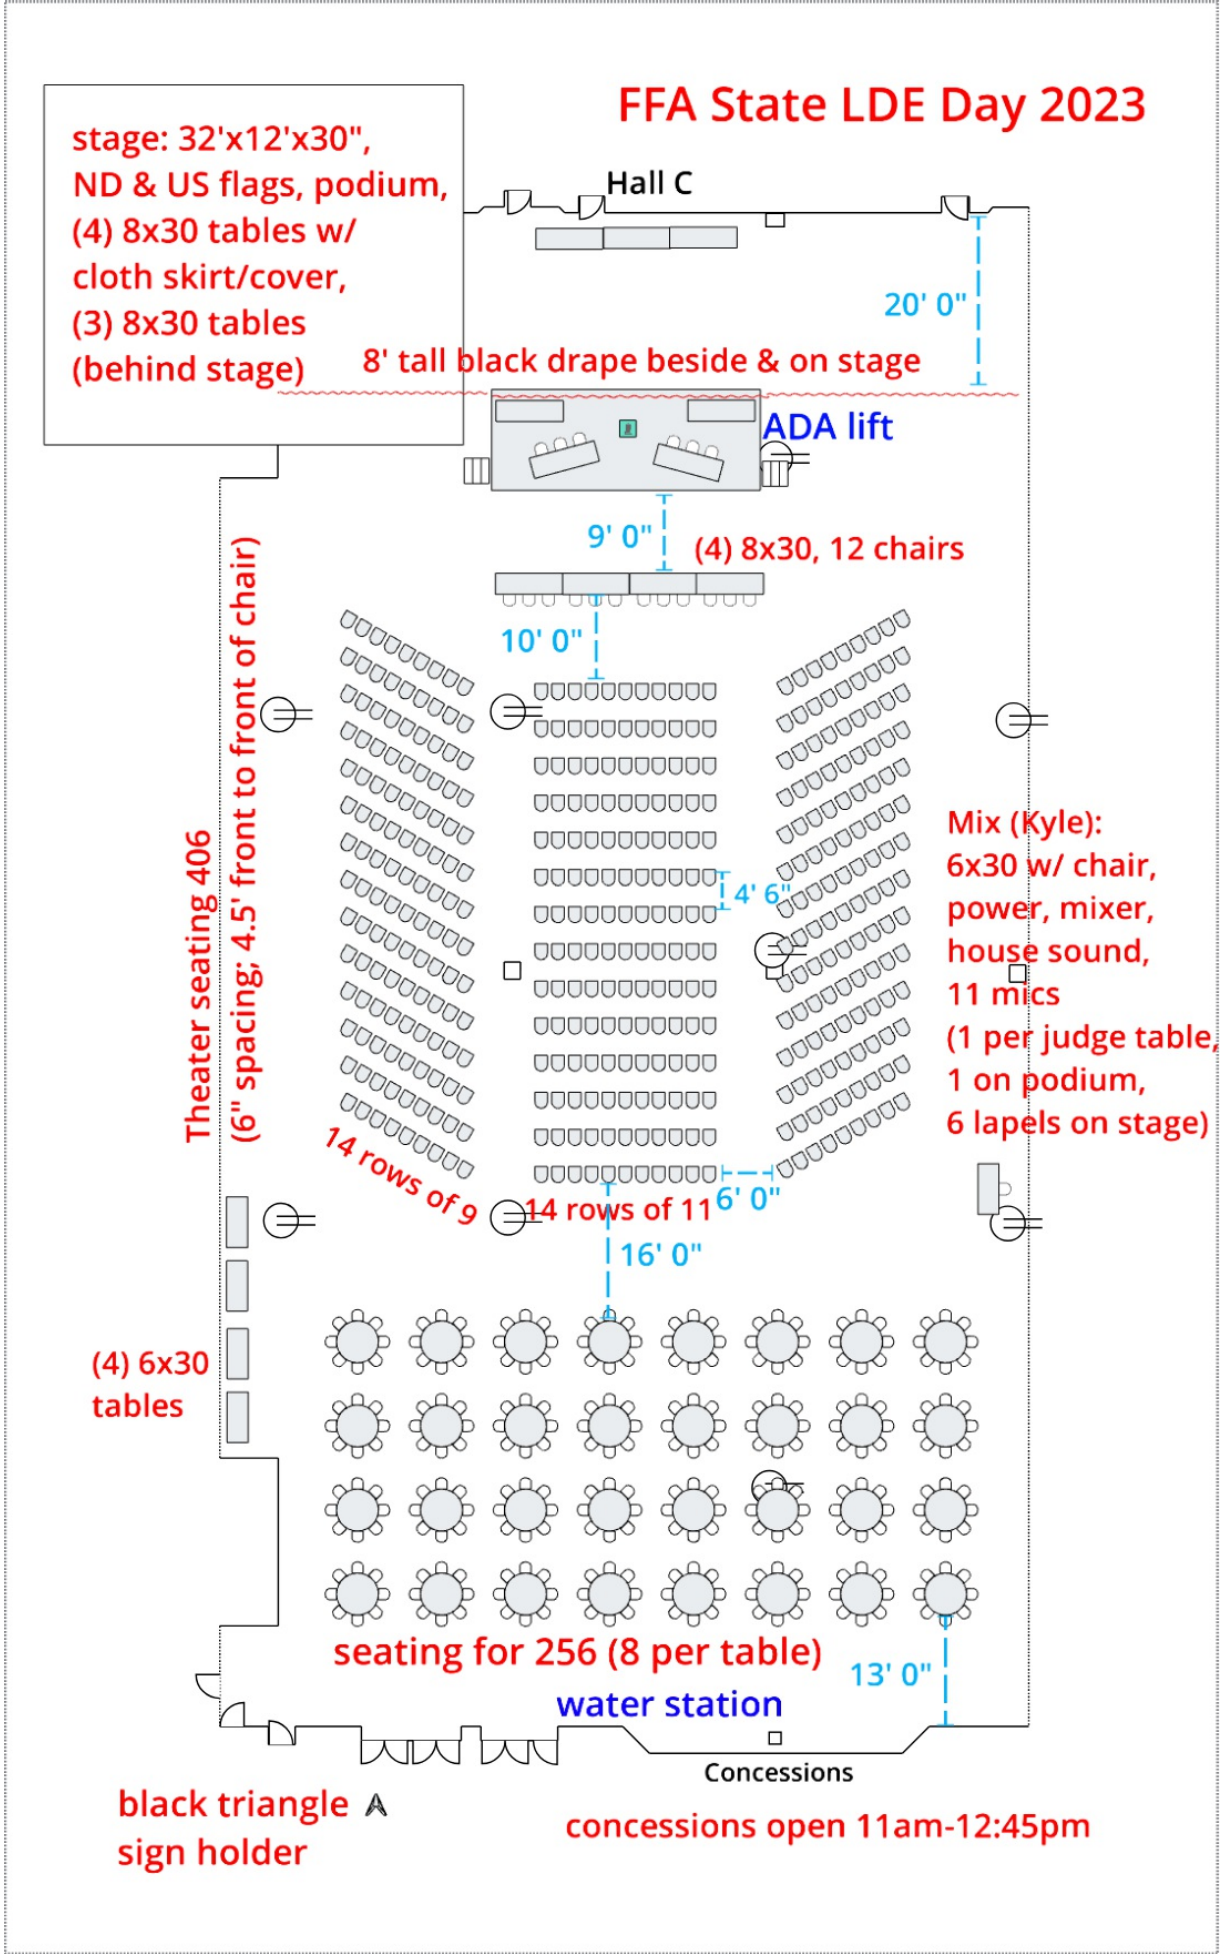 FFA State LDE Day 2023
stage: 32'x12'x30",
ND & US flags, podium,
(4) 8x30 tables w/
cloth skirt/cover,
(3) 8x30 tables
(behind stage)
Hall C
20' 0"
8' tall black drape beside & on stage
ADA lift
9' 0"
(4) 8x30, 12 chairs
10' 0"
Theater seating 406
(6" spacing; 4.5' front to front of chair)
4' 6"
Mix (Kyle):
6x30 w/ chair,
power, mixer,
house sound,
11 mics
(1 per judge table,
1 on podium,
6 lapels on stage)
14 rows of 9
14 rows of 11
6' 0"
16' 0"
(4) 6x30
tables
seating for 256 (8 per table)
13' 0"
water station
Concessions
black triangle
sign holder
concessions open 11am-12:45pm